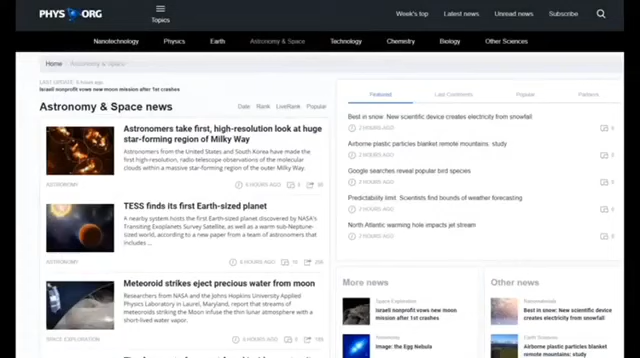 PHYS ORG
Topics
Week's top
Latest news
Unread news
Subscribe
Nanotechnology
Physics
Earth
Astronomy & Space
Technology
Chemistry
Biology
Other Sciences
Home
Astronomy & Space
LAST UPDATE: 6 hours ago
Israeli nonprofit vows new moon mission after 1st crashes
Astronomy & Space news
Date
Rank
LiveRank
Popular
Astronomers take first, high-resolution look at huge
star-forming region of Milky Way
Astronomers from the United States and South Korea have made the
first high-resolution, radio telescope observations of the molecular
clouds within a massive star-forming region of the outer Milky Way.
ASTRONOMY
6 HOURS AGO
TESS finds its first Earth-sized planet
A nearby system hosts the first Earth-sized planet discovered by NASA's
Transiting Exoplanets Survey Satellite, as well as a warm sub-Neptune-
sized world, according to a new paper from a team of astronomers that
includes ...
ASTRONOMY
6 HOURS AGO
Meteoroid strikes eject precious water from moon
Researchers from NASA and the Johns Hopkins University Applied
Physics Laboratory in Laurel, Maryland, report that streams of
meteoroids striking the Moon infuse the thin lunar atmosphere with a
short-lived water vapor.
SPACE EXPLORATION
Featured
Last Comments
Popular
Best in snow: New scientific device creates electricity from snowfall
2 HOURS AGO
Airborne plastic particles blanket remote mountains: study
2 HOURS AGO
Google searches reveal popular bird species
2 HOURS AGO
Predictability limit: Scientists find bounds of weather forecasting
2 HOURS AGO
North Atlantic warming hole impacts jet stream
2 HOURS AGO
More news
Space Exploration
Israeli nonprofit vows new moon
mission after 1st crashes
Astronomy
Image: the Egg Nebula
Other news
Nanomaterials
Best in snow: New scientific device
creates electricity from snowfall
Earth Sciences
Airborne plastic particles blanket
remote mountains: study